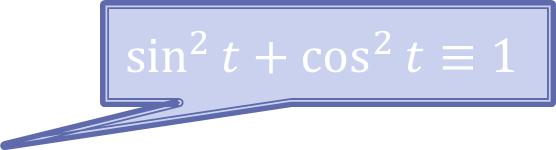 sin² t + cos² t ≡ 1